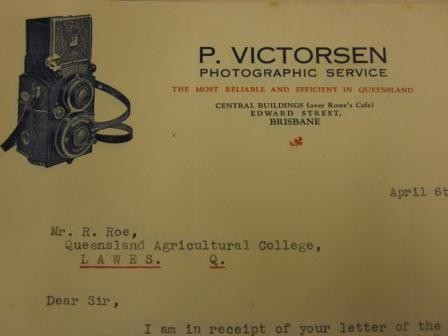 P. VICTORSEN
PHOTOGRAPHIC SERVICE
THE MOST RELIABLE AND EFFICIENT IN QUEENSLAND
CENTRAL BUILDINGS (over Rowe's Cafe)
EDWARD STREET,
BRISBANE
April 6t
Mr. R. Roe,
Queensland Agricultural College,
LAWES. Q.
Dear Sir,
I am in receipt of your letter of the